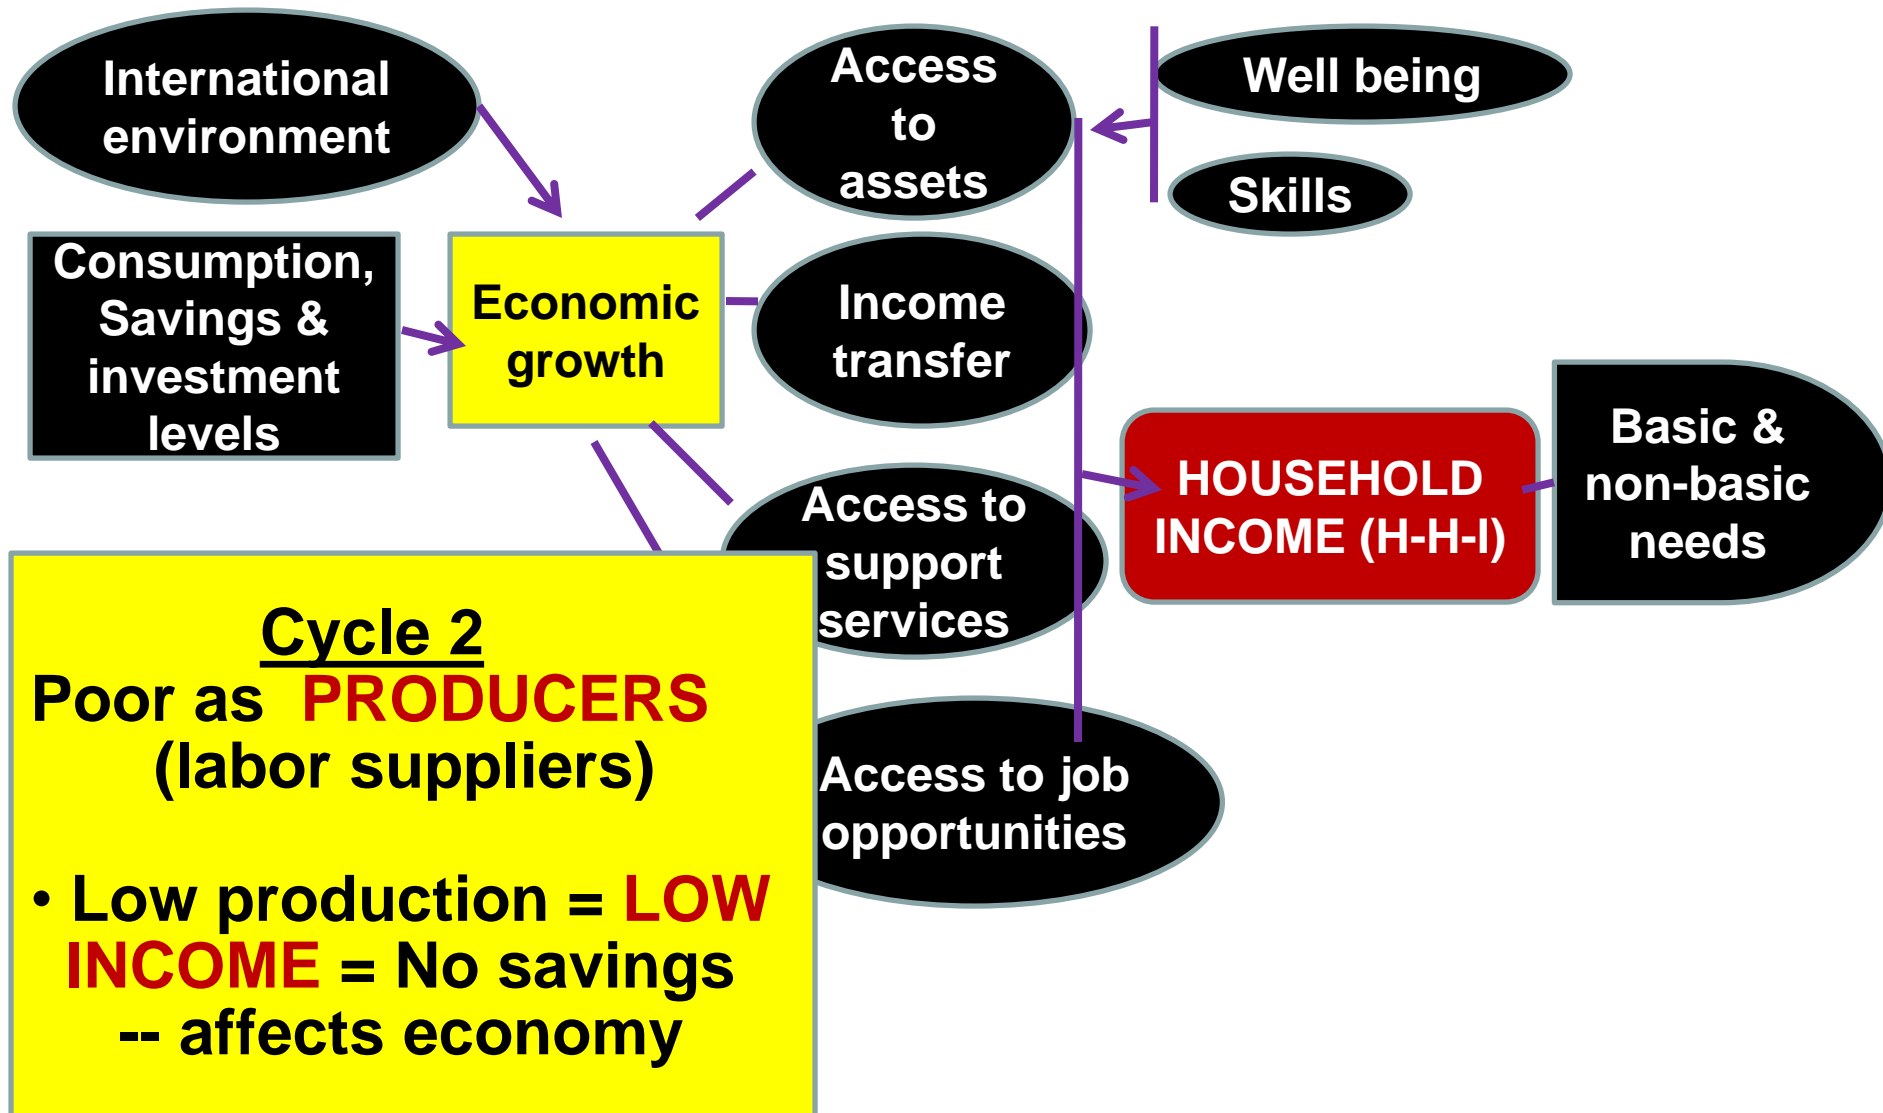 International
environment
Access
to
assets
Well being
Skills
Consumption,
Savings &
investment
levels
Economic
growth
Income
transfer
HOUSEHOLD
INCOME (H-H-I)
Basic &
non-basic
needs
Access to
support
services
Access to job
opportunities
Cycle 2
Poor as PRODUCERS
(labor suppliers)
• Low production = LOW
INCOME = No savings
-- affects economy